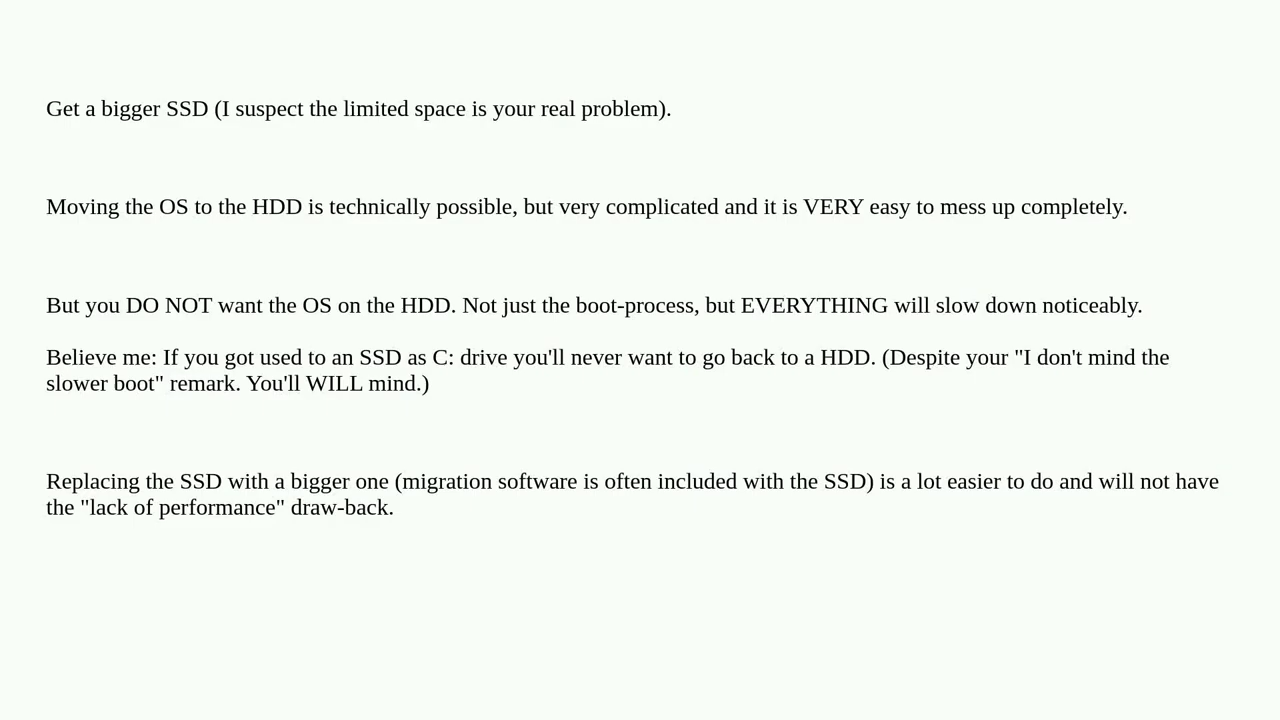 Get a bigger SSD (I suspect the limited space is your real problem).
Moving the OS to the HDD is technically possible, but very complicated and it is VERY easy to mess up completely.
But you DO NOT want the OS on the HDD. Not just the boot-process, but EVERYTHING will slow down noticeably.
Believe me: If you got used to an SSD as C: drive you'll never want to go back to a HDD. (Despite your "I don't mind the
slower boot" remark. You'll WILL mind.)
Replacing the SSD with a bigger one (migration software is often included with the SSD) is a lot easier to do and will not have
the "lack of performance" draw-back.